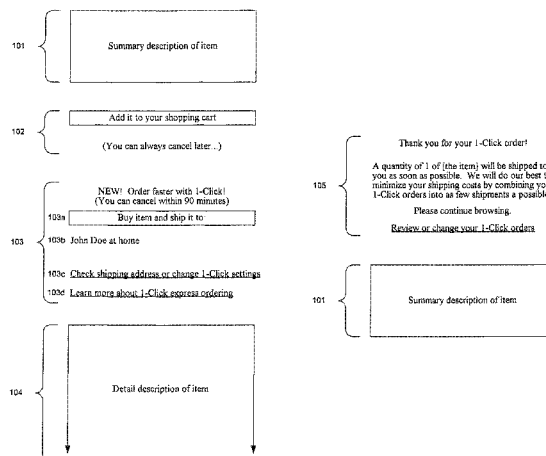 101
Summary description of item
102
Add it to your shopping cart
(You can always cancel later...)
103
NEW! Order faster with 1-Click!
(You can cancel within 90 minutes)
103a
Buy item and ship it to:
103b John Doe at home
103c Check shipping address or change 1-Click settings
103d Learn more about 1-Click express ordering
104
Detail description of item
105
Thank you for your 1-Click order!
A quantity of 1 of [the item] will be shipped to
you as soon as possible. We will do our best
minimize your shipping costs by combining
1-Click orders into as few shipments a
Please continue browsing.
Review or change your 1-Click orders
101
Summary description of item